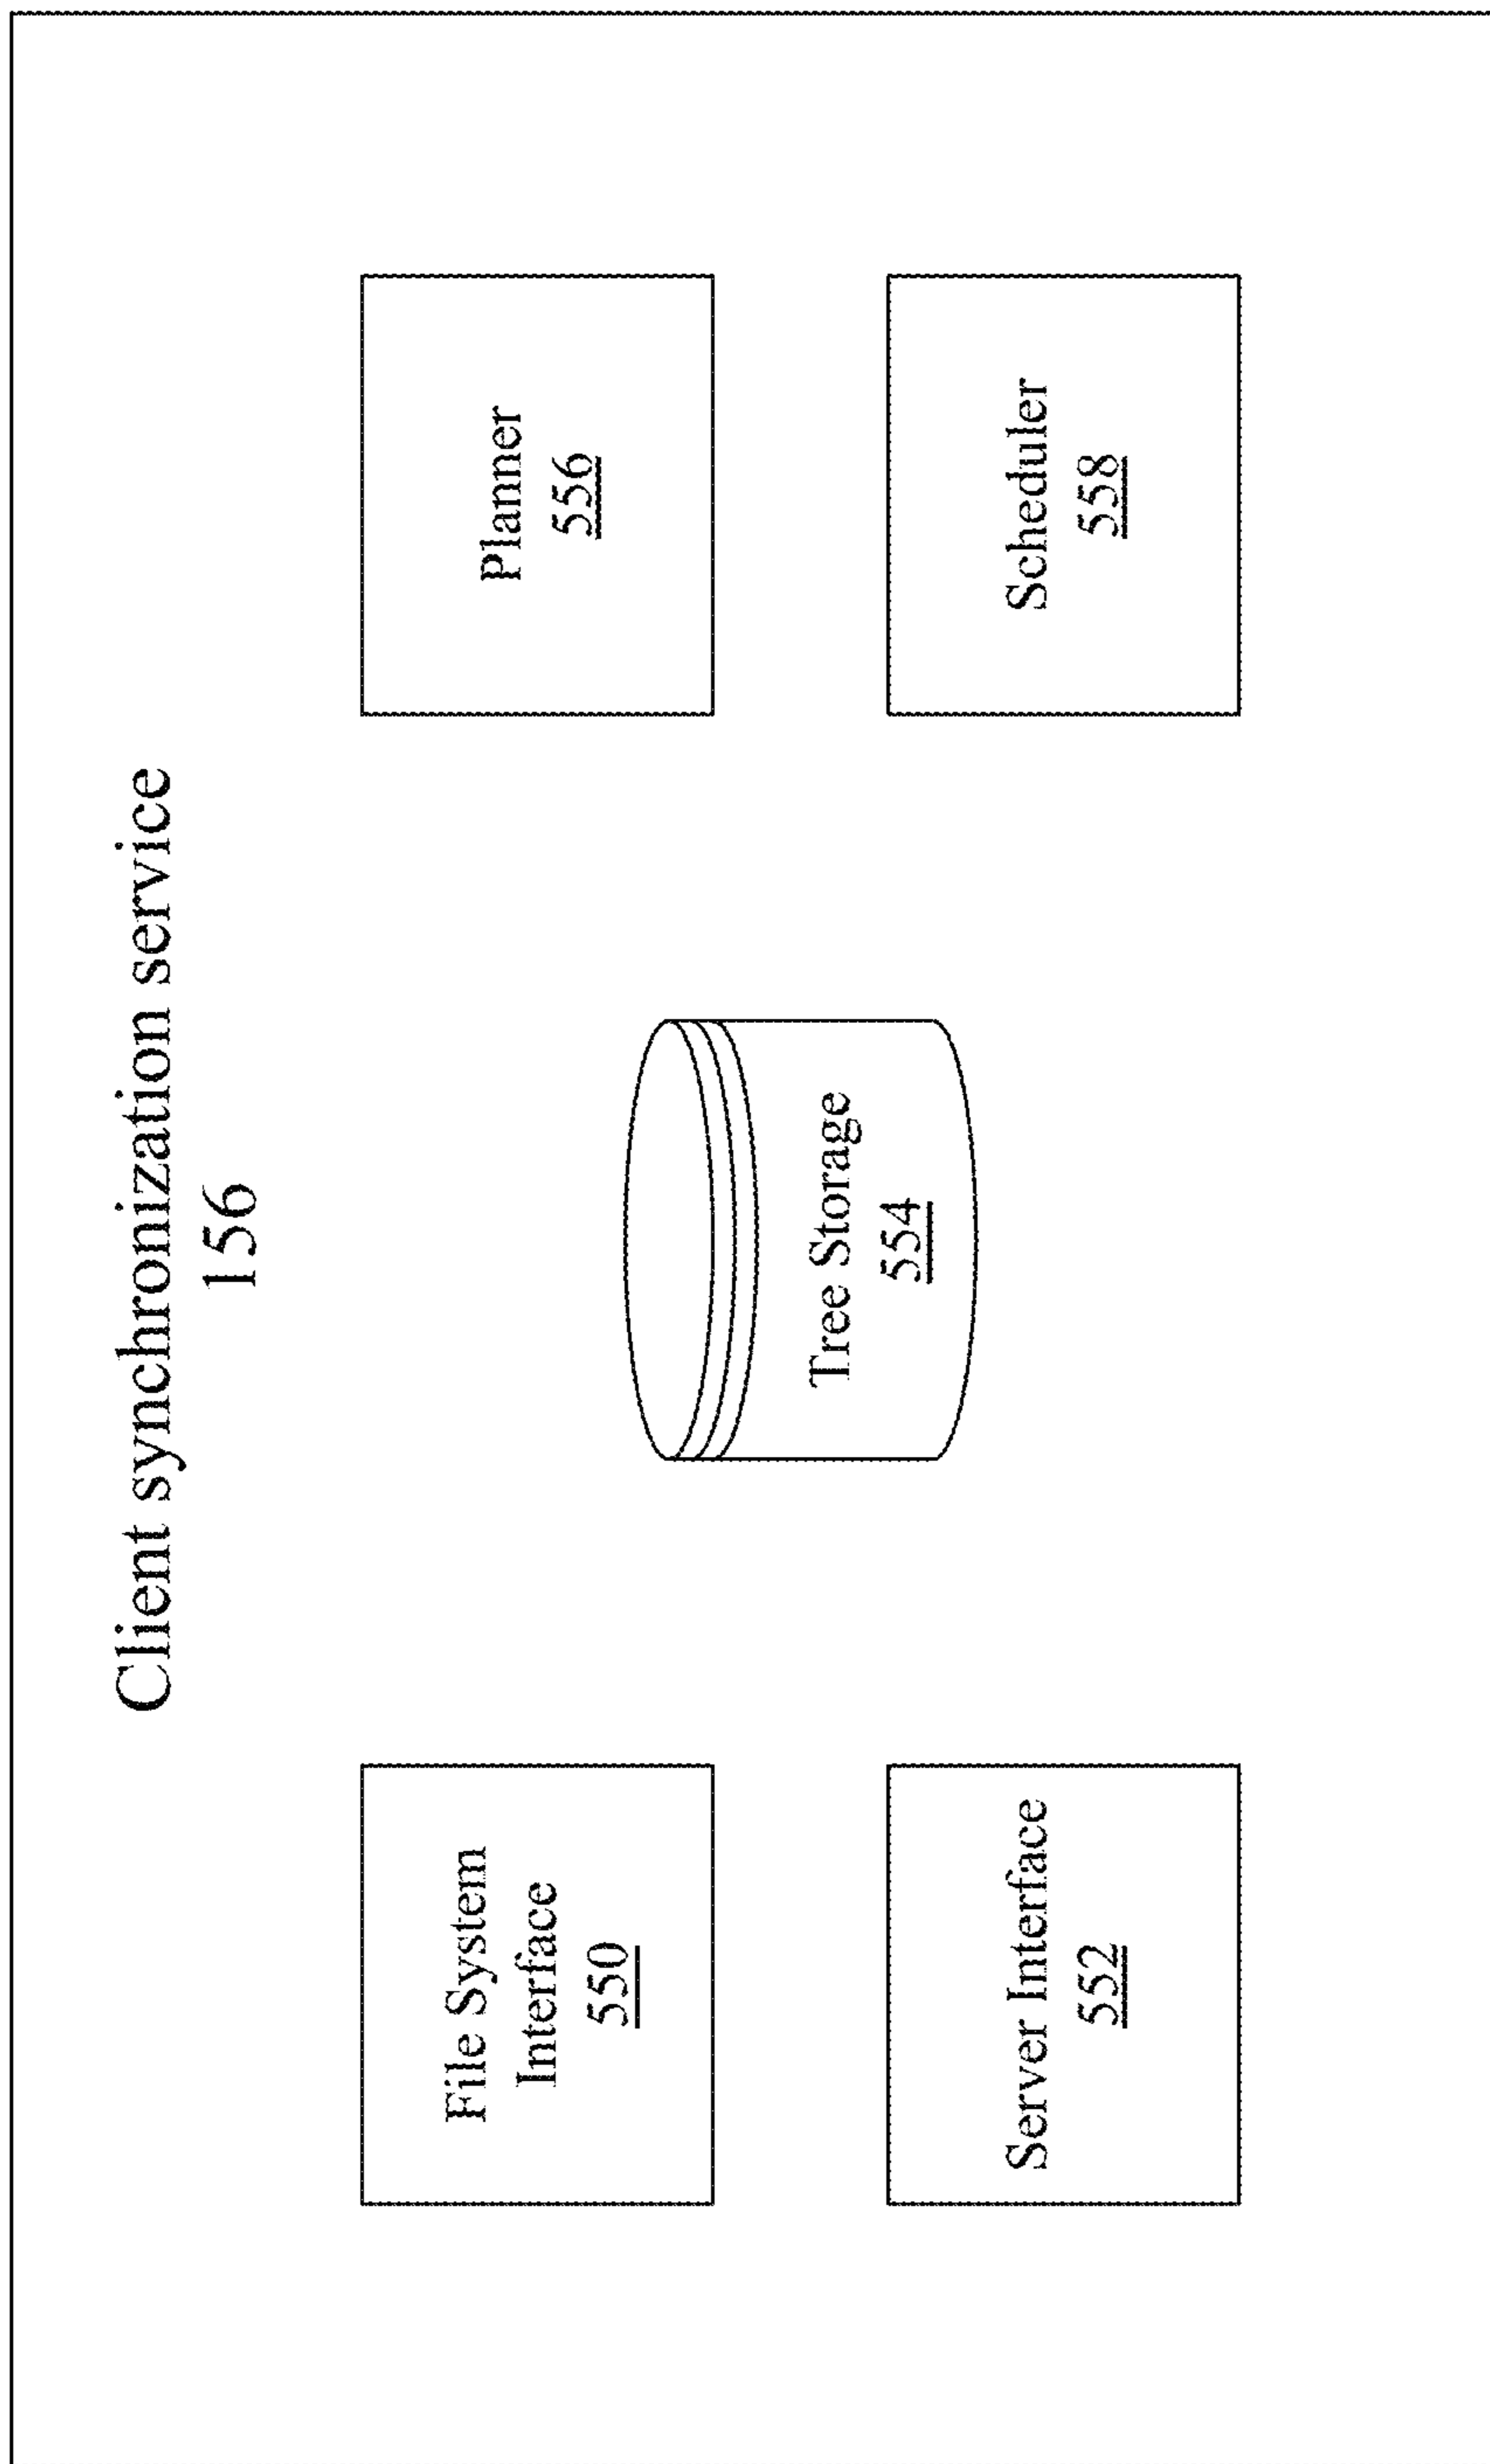 Client synchronization service
156
File System
Interface
550
Server Interface
552
Tree Storage
554
Planner
556
Scheduler
558